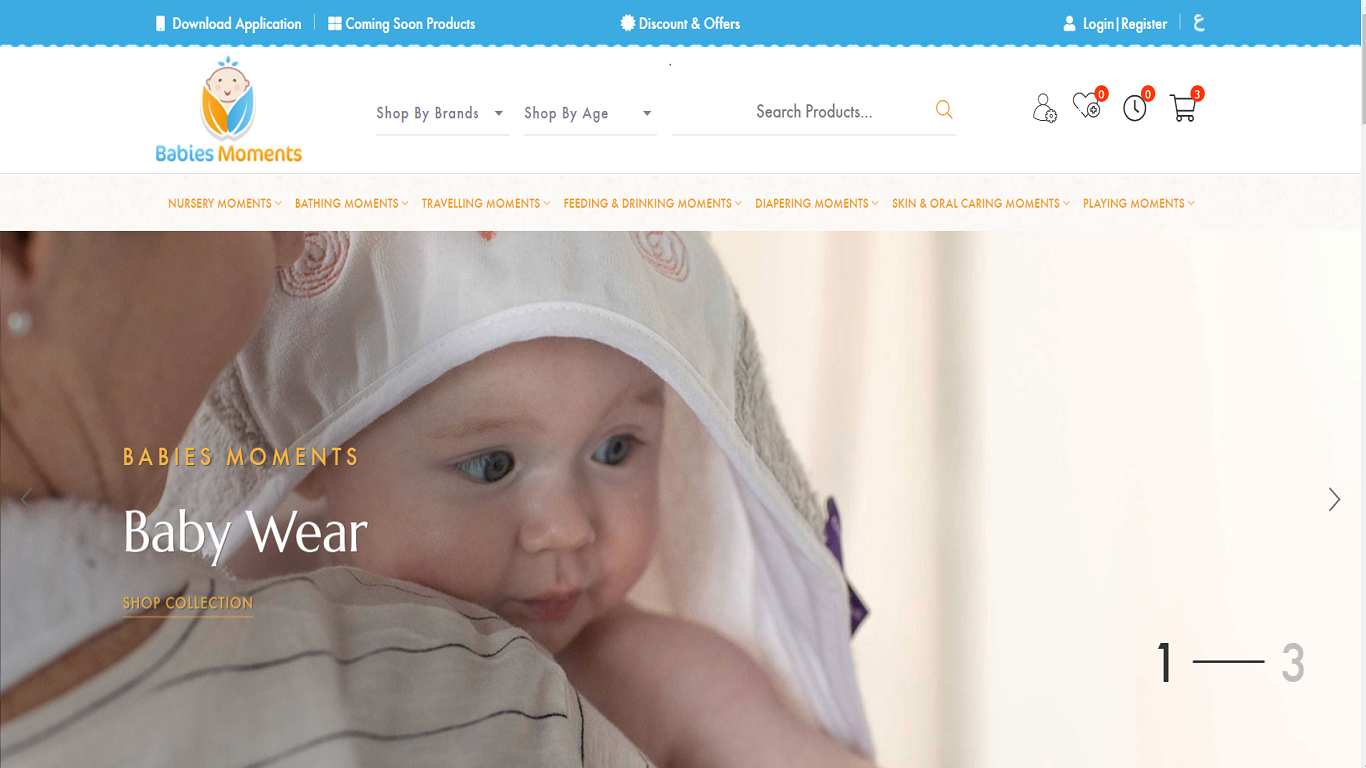 Download Application
Coming Soon Products
Discount & Offers
Login|Register
ع
Babies Moments
Shop By Brands
Shop By Age
Search Products...
0
0
3
NURSERY MOMENTS
BATHING MOMENTS
TRAVELLING MOMENTS
FEEDING & DRINKING MOMENTS
DIAPERING MOMENTS
SKIN & ORAL CARING MOMENTS
PLAYING MOMENTS
BABIES MOMENTS
Baby Wear
SHOP COLLECTION
1
3